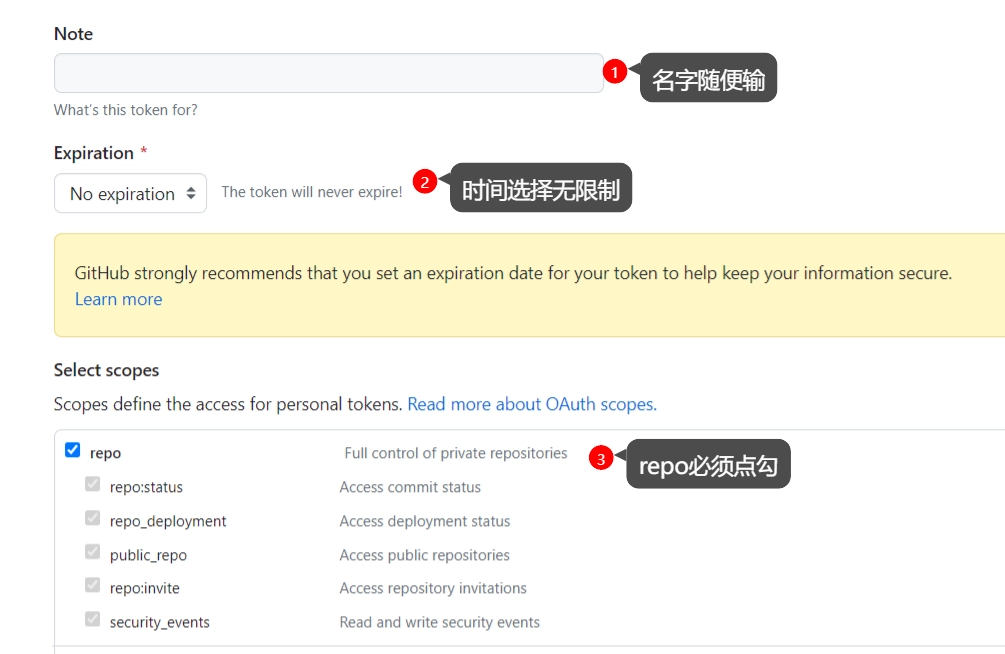 Note
1 名字随便输
What's this token for?
Expiration *
No expiration The token will never expire! 2 时间选择无限制
GitHub strongly recommends that you set an expiration date for your token to help keep your information secure.
Learn more
Select scopes
Scopes define the access for personal tokens. Read more about OAuth scopes.
repo Full control of private repositories 3 repo必须点勾
repo:status Access commit status
repo_deployment Access deployment status
public_repo Access public repositories
repo:invite Access repository invitations
security_events Read and write security events